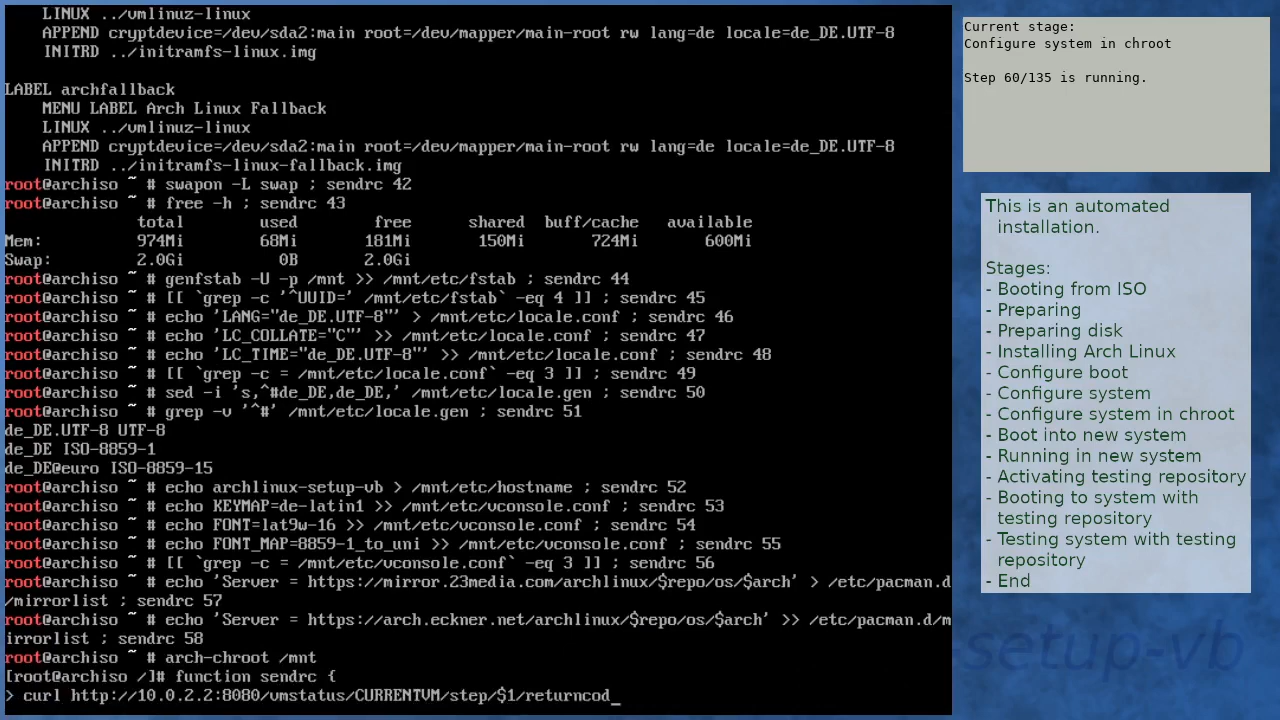 LINUX ../vmlinuz-linux
    APPEND cryptdevice=/dev/sda2:main root=/dev/mapper/main-root rw lang=de locale=de_DE.UTF-8
    INITRD ../initramfs-linux.img
LABEL archfallback
    MENU LABEL Arch Linux Fallback
    LINUX ../vmlinuz-linux
    APPEND cryptdevice=/dev/sda2:main root=/dev/mapper/main-root rw lang=de locale=de_DE.UTF-8
    INITRD ../initramfs-linux-fallback.img
root@archiso ~ # swapon -L swap ; sendrc 42
root@archiso ~ # free -h ; sendrc 43
              total        used        free      shared  buff/cache   available
Mem:          974Mi        68Mi       181Mi       150Mi       724Mi       600Mi
Swap:         2.0Gi          0B       2.0Gi
root@archiso ~ # genfstab -U -p /mnt >> /mnt/etc/fstab ; sendrc 44
root@archiso ~ # [[ `grep -c '^UUID=' /mnt/etc/fstab` -eq 4 ]] ; sendrc 45
root@archiso ~ # echo 'LANG="de_DE.UTF-8"' > /mnt/etc/locale.conf ; sendrc 46
root@archiso ~ # echo 'LC_COLLATE="C"' >> /mnt/etc/locale.conf ; sendrc 47
root@archiso ~ # echo 'LC_TIME="de_DE.UTF-8"' >> /mnt/etc/locale.conf ; sendrc 48
root@archiso ~ # [[ `grep -c = /mnt/etc/locale.conf` -eq 3 ]] ; sendrc 49
root@archiso ~ # sed -i 's,^#de_DE,de_DE,' /mnt/etc/locale.gen ; sendrc 50
root@archiso ~ # grep -v '^#' /mnt/etc/locale.gen ; sendrc 51
de_DE.UTF-8 UTF-8
de_DE ISO-8859-1
de_DE@euro ISO-8859-15
root@archiso ~ # echo archlinux-setup-vb > /mnt/etc/hostname ; sendrc 52
root@archiso ~ # echo KEYMAP=de-latin1 >> /mnt/etc/vconsole.conf ; sendrc 53
root@archiso ~ # echo FONT=lat9w-16 >> /mnt/etc/vconsole.conf ; sendrc 54
root@archiso ~ # echo FONT_MAP=8859-1_to_uni >> /mnt/etc/vconsole.conf ; sendrc 55
root@archiso ~ # [[ `grep -c = /mnt/etc/vconsole.conf` -eq 3 ]] ; sendrc 56
root@archiso ~ # echo 'Server = https://mirror.23media.com/archlinux/$repo/os/$arch' > /etc/pacman.d
/mirrorlist ; sendrc 57
root@archiso ~ # echo 'Server = https://arch.eckner.net/archlinux/$repo/os/$arch' >> /etc/pacman.d/m
irrorlist ; sendrc 58
root@archiso ~ # arch-chroot /mnt
[root@archiso /]# function sendrc {
> curl http://10.0.2.2:8080/vmstatus/CURRENTVM/step/$1/returncod_
Current stage:
Configure system in chroot
Step 60/135 is running.
This is an automated
installation.
Stages:
- Booting from ISO
- Preparing
- Preparing disk
- Installing Arch Linux
- Configure boot
- Configure system
- Configure system in chroot
- Boot into new system
- Running in new system
- Activating testing repository
- Booting to system with
testing repository
- Testing system with testing
repository
- End
-setup-vb